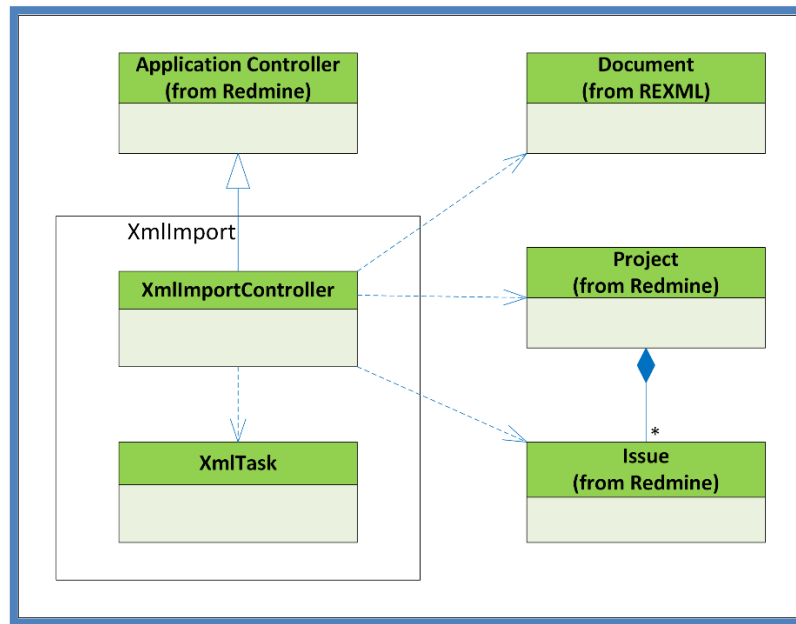 Application Controller
(from Redmine)
Document
(from REXML)
XmlImport
XmlImportController
Project
(from Redmine)
*
XmlTask
Issue
(from Redmine)